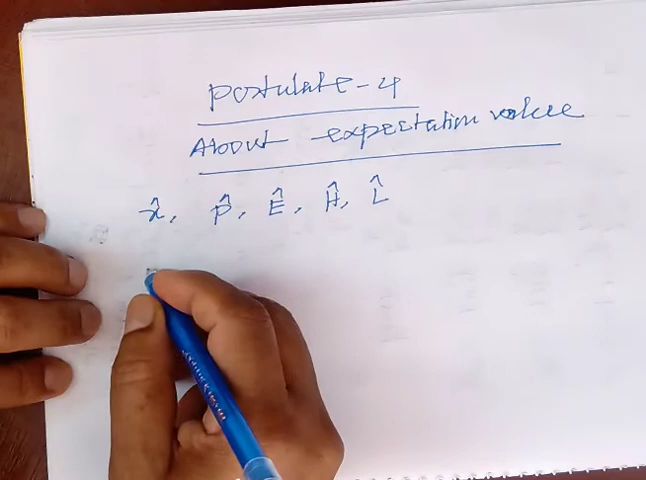 Postulate-4
About expectation value
x̂, p̂, Ê, Ĥ, L̂